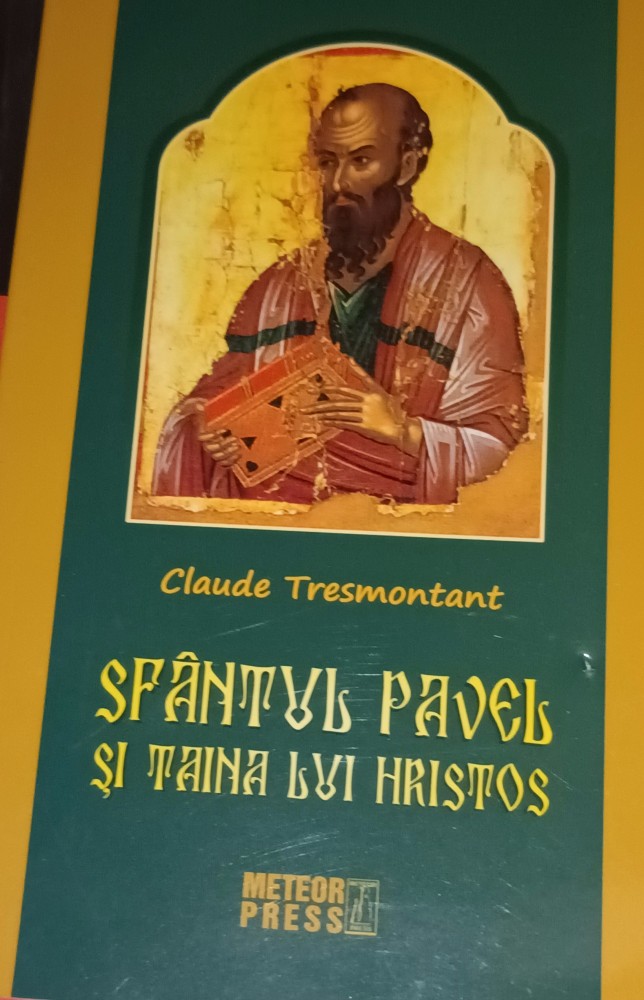 Claude Tresmontant
SFÂNTUL PAVEL
ŞI TAINA LUI HRISTOS
METEOR
PRESS